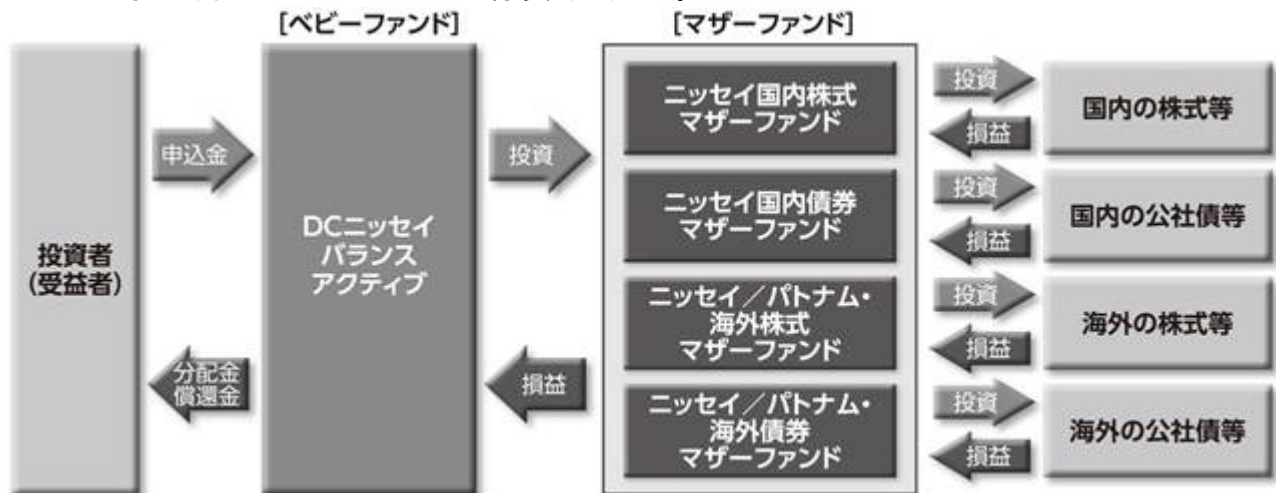 [ベビーファンド]
[マザーファンド]
投資者
(受益者)
申込金
分配金
償還金
DCニッセイ
バランス
アクティブ
投資
損益
ニッセイ国内株式
マザーファンド
投資
損益
国内の株式等
ニッセイ国内債券
マザーファンド
投資
損益
国内の公社債等
ニッセイ／パトナム・
海外株式
マザーファンド
投資
損益
海外の株式等
ニッセイ／パトナム・
海外債券
マザーファンド
投資
損益
海外の公社債等